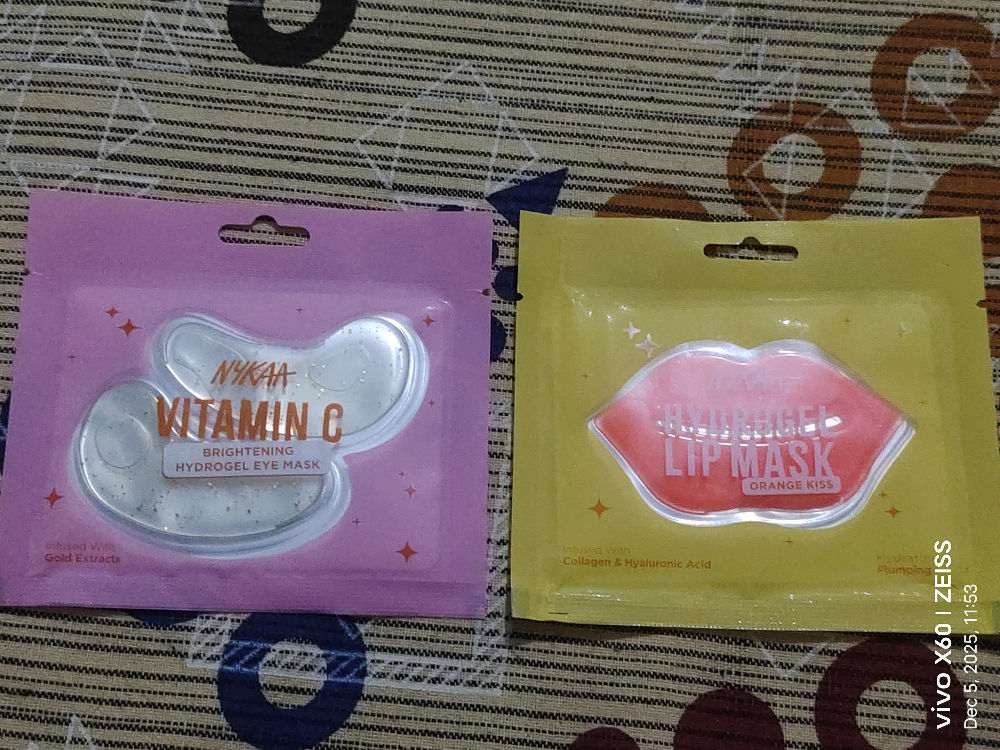 NYKAA
VITAMIN C
BRIGHTENING
HYDROGEL EYE MASK
Infused With
Gold Extracts
NYKAA
HYDROGEL
LIP MASK
ORANGE KISS
Infused With
Collagen & Hyaluronic Acid
Plumping
vivo X60 | ZEISS
Dec 5, 2025, 11:53